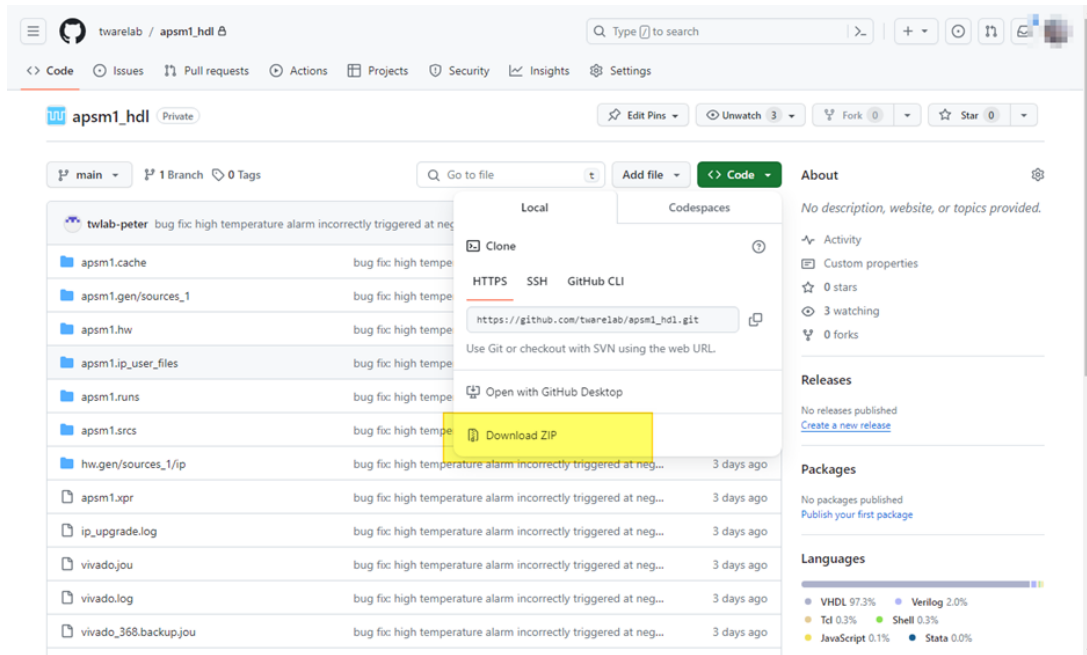 twarelab / apsm1_hdl
Type / to search
Code Issues Pull requests Actions Projects Security Insights Settings
apsm1_hdl Private
Edit Pins Unwatch 3 Fork 0 Star 0
main 1 Branch 0 Tags Go to file t Add file Code
twlab-peter bug fix: high temperature alarm incorrectly triggered at neg
apsm1.cache bug fix: high tempe
apsm1.gen/sources_1 bug fix: high tempe
apsm1.hw bug fix: high tempe
apsm1.ip_user_files bug fix: high tempe
apsm1.runs bug fix: high tempe
apsm1.srcs bug fix: high tempe
hw.gen/sources_1/ip bug fix: high temperature alarm incorrectly triggered at neg... 3 days ago
apsm1.xpr bug fix: high temperature alarm incorrectly triggered at neg... 3 days ago
ip_upgrade.log bug fix: high temperature alarm incorrectly triggered at neg... 3 days ago
vivado.jou bug fix: high temperature alarm incorrectly triggered at neg... 3 days ago
vivado.log bug fix: high temperature alarm incorrectly triggered at neg... 3 days ago
vivado_368.backup.jou bug fix: high temperature alarm incorrectly triggered at neg... 3 days ago
Local Codespaces
Clone
HTTPS SSH GitHub CLI
https://github.com/twarelab/apsm1_hdl.git
Use Git or checkout with SVN using the web URL.
Open with GitHub Desktop
Download ZIP
About
No description, website, or topics provided.
Activity
Custom properties
0 stars
3 watching
0 forks
Releases
No releases published
Create a new release
Packages
No packages published
Publish your first package
Languages
VHDL 97.3% Verilog 2.0%
Tcl 0.3% Shell 0.3%
JavaScript 0.1% Stata 0.0%